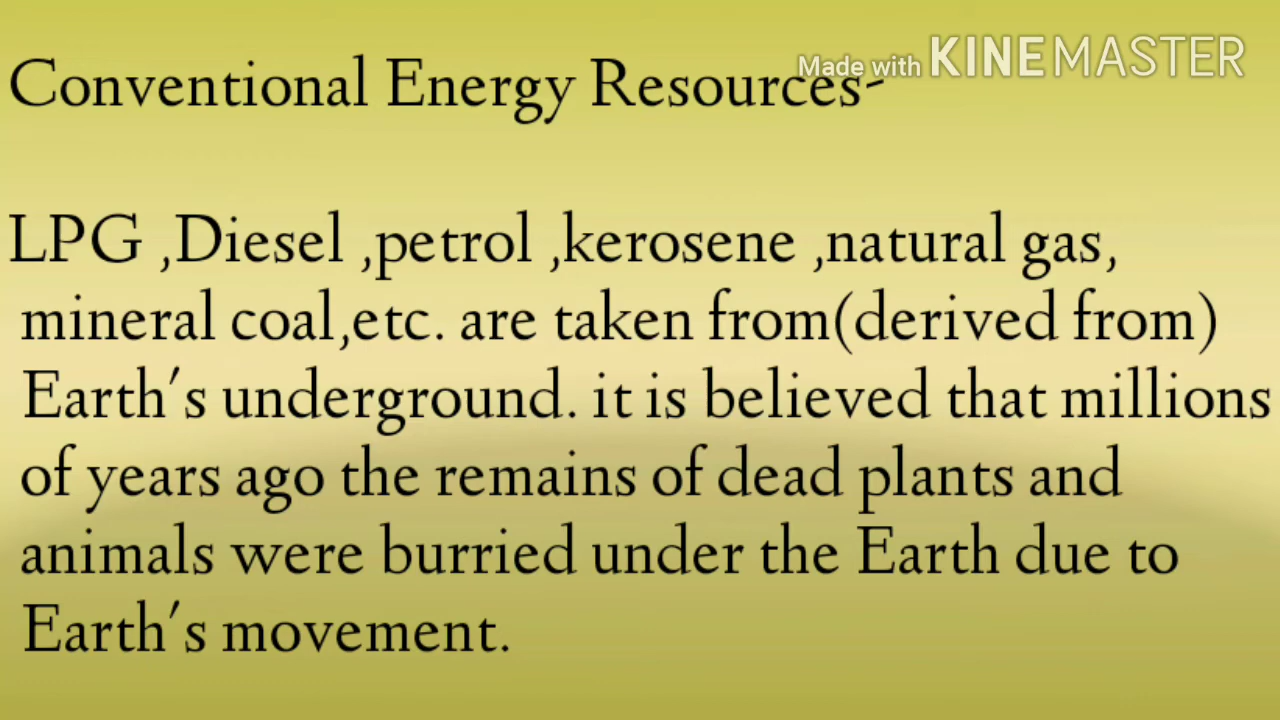 Made with KINEMASTER
Conventional Energy Resources-
LPG ,Diesel ,petrol ,kerosene ,natural gas,
mineral coal,etc. are taken from(derived from)
Earth's underground. it is believed that millions
of years ago the remains of dead plants and
animals were burried under the Earth due to
Earth's movement.